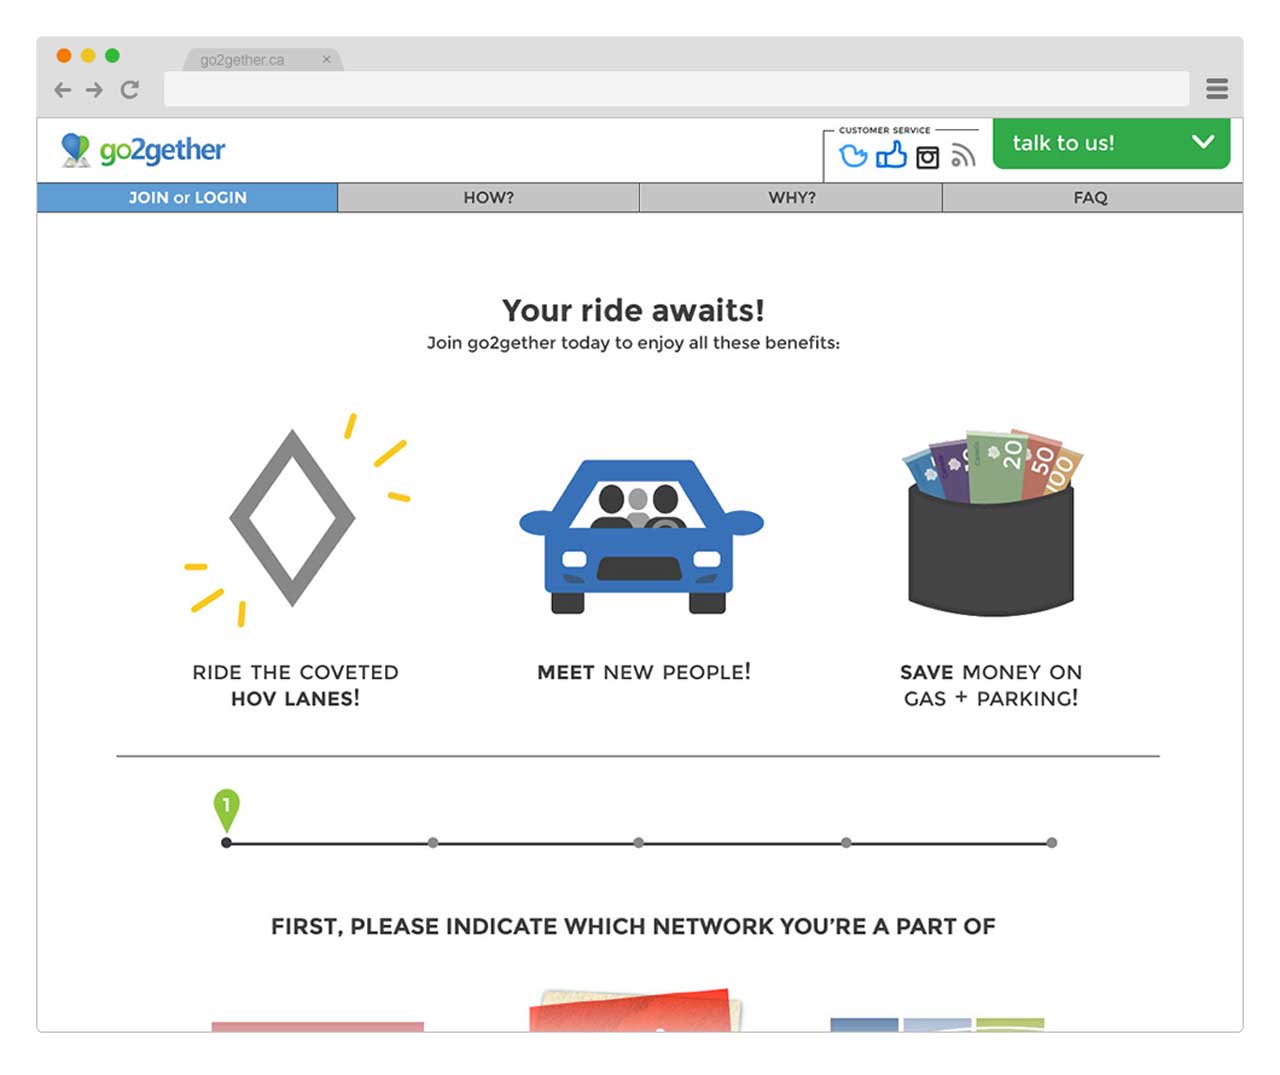 go2gether.ca ×
go2gether
CUSTOMER SERVICE
talk to us!
JOIN or LOGIN
HOW?
WHY?
FAQ
Your ride awaits!
Join go2gether today to enjoy all these benefits:
20
50
100
RIDE THE COVETED
HOV LANES!
MEET NEW PEOPLE!
SAVE MONEY ON
GAS + PARKING!
1
FIRST, PLEASE INDICATE WHICH NETWORK YOU’RE A PART OF